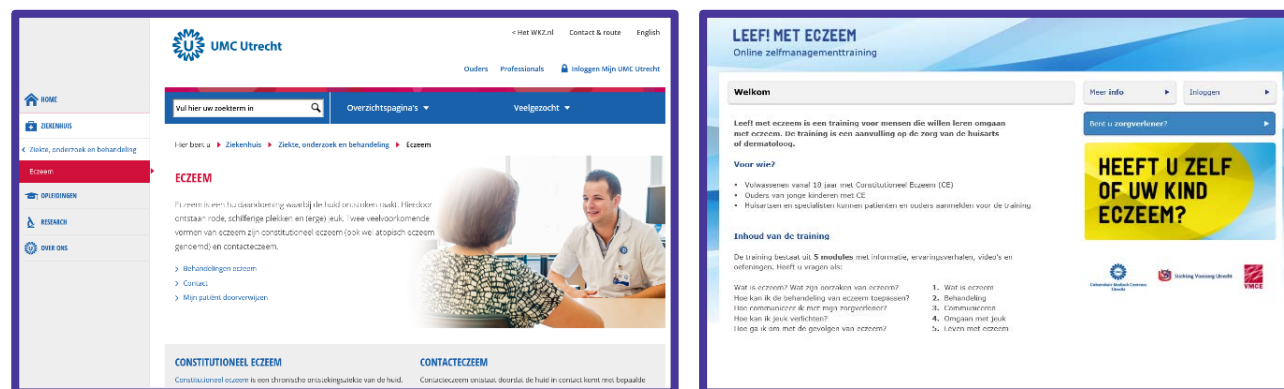 UMC Utrecht
< Het WKZ.nl Contact & route English
Ouders Professionals Inloggen Mijn UMC Utrecht
Vul hier uw zoekterm in Overzichtspagina's Veelgezocht
HOME
ZIEKENHUIS
< Ziekte, onderzoek en behandeling
Eczeem
OPLEIDINGEN
RESEARCH
OVER ONS
Hier bent u Ziekenhuis Ziekte, onderzoek en behandeling Eczeem
ECZEEM
Eczeem is een huidaandoening waarbij de huid ontstoken raakt. Hierdoor
ontstaan rode, schilferige plekken en (erge) jeuk. Twee veelvoorkomende
vormen van eczeem zijn constitutioneel eczeem (ook wel atopisch eczeem
genoemd) en contacteczeem.
> Behandelingen eczeem
> Contact
> Mijn patiënt doorverwijzen
CONSTITUTIONEEL ECZEEM
Constitutioneel eczeem is een chronische ontstekingsziekte van de huid.
CONTACTECZEEM
Contacteczeem ontstaat doordat de huid in contact komt met bepaalde
LEEF! MET ECZEEM
Online zelfmanagementtraining
Welkom
Meer info
Inloggen
Bent u zorgverlener?
Leef! met eczeem is een training voor mensen die willen leren omgaan
met eczeem. De training is een aanvulling op de zorg van de huisarts
of dermatoloog.
Voor wie?
• Volwassenen vanaf 18 jaar met Constitutioneel Eczeem (CE)
• Ouders van jonge kinderen met CE
• Huisartsen en specialisten kunnen patienten en ouders aanmelden voor de training
Inhoud van de training
De training bestaat uit 5 modules met informatie, ervaringsverhalen, video's en
oefeningen. Heeft u vragen als:
Wat is eczeem? Wat zijn oorzaken van eczeem?
Hoe kan ik de behandeling van eczeem toepassen?
Hoe communiceer ik met mijn zorgverlener?
Hoe kan ik jeuk verlichten?
Hoe ga ik om met de gevolgen van eczeem?
1. Wat is eczeem
2. Behandeling
3. Communiceren
4. Omgaan met jeuk
5. Leven met eczeem
HEEFT U ZELF
OF UW KIND
ECZEEM?
Universitair Medisch Centrum
Utrecht
VMCE